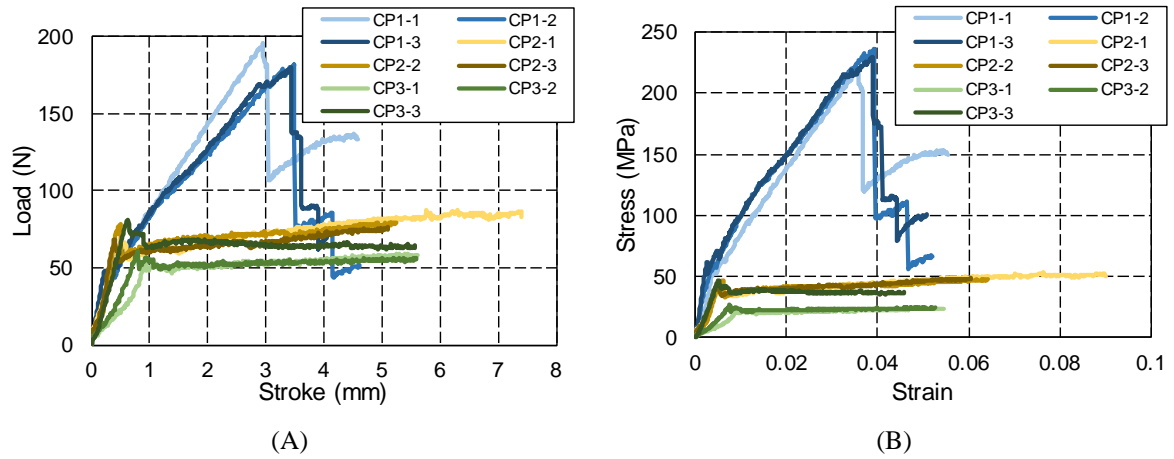 CP1-1 CP1-2
CP1-3 CP2-1
CP2-2 CP2-3
CP3-1 CP3-2
CP3-3
200
150
100
50
0
Load (N)
0 1 2 3 4 5 6 7 8
Stroke (mm)
(A)
CP1-1 CP1-2
CP1-3 CP2-1
CP2-2 CP2-3
CP3-1 CP3-2
CP3-3
250
200
150
100
50
0
Stress (MPa)
0 0.02 0.04 0.06 0.08 0.1
Strain
(B)